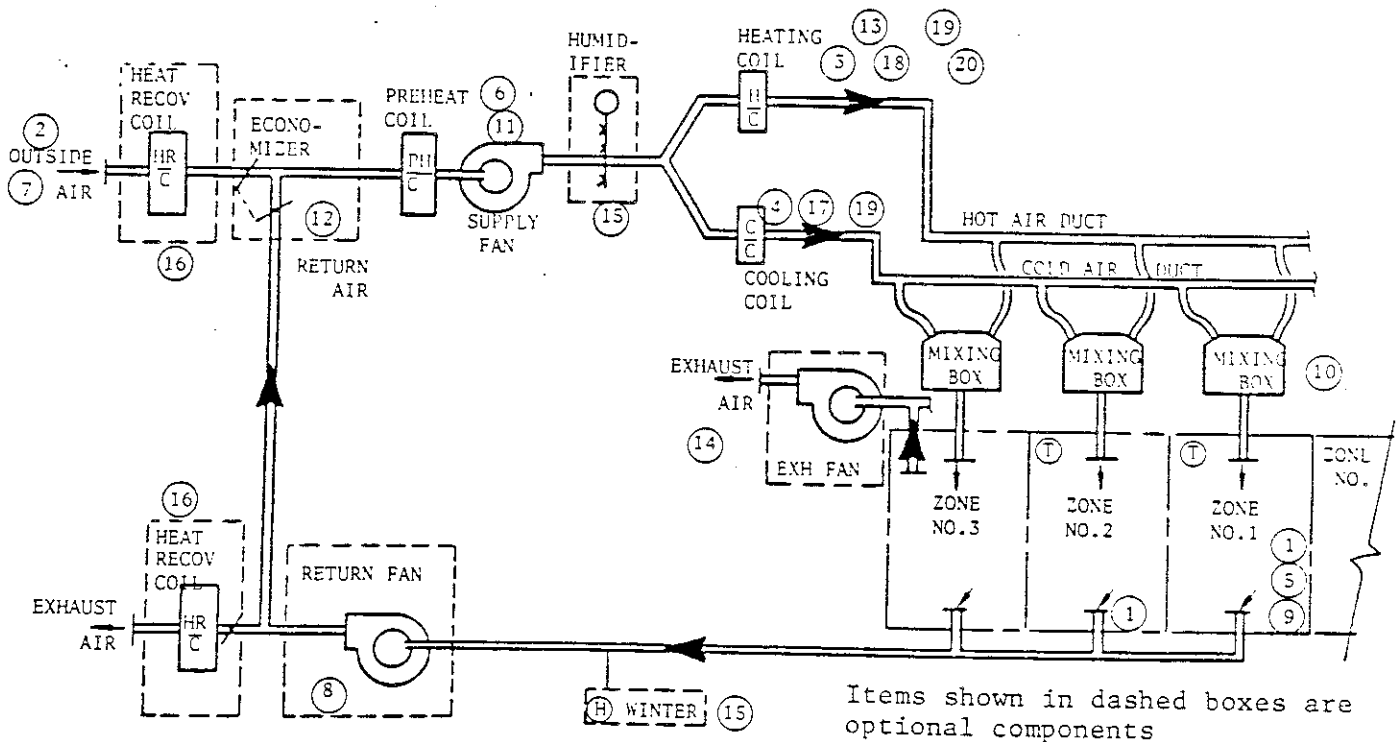 HEAT
RECOV
COIL
HR
C
2
OUTSIDE
AIR
7
16
ECONO-
MIZER
12
RETURN
AIR
PREHEAT
COIL
6
11
C
SUPPLY
FAN
HUMID-
IFIER
15
HEATING
COIL
H
C
3
13
18
19
20
4
17
19
C
C
COOLING
COIL
HOT AIR DUCT
COLD AIR DUCT
MIXING
BOX
MIXING
BOX
MIXING
BOX
10
EXHAUST
AIR
14
EXH FAN
T
T
ZONE
NO.3
ZONE
NO.2
ZONE
NO.1
NO.
1
5
9
1
16
HEAT
RECOV
COIL
EXHAUST
AIR
HR
C
RETURN FAN
8
H WINTER
15
Items shown in dashed boxes are
optional components